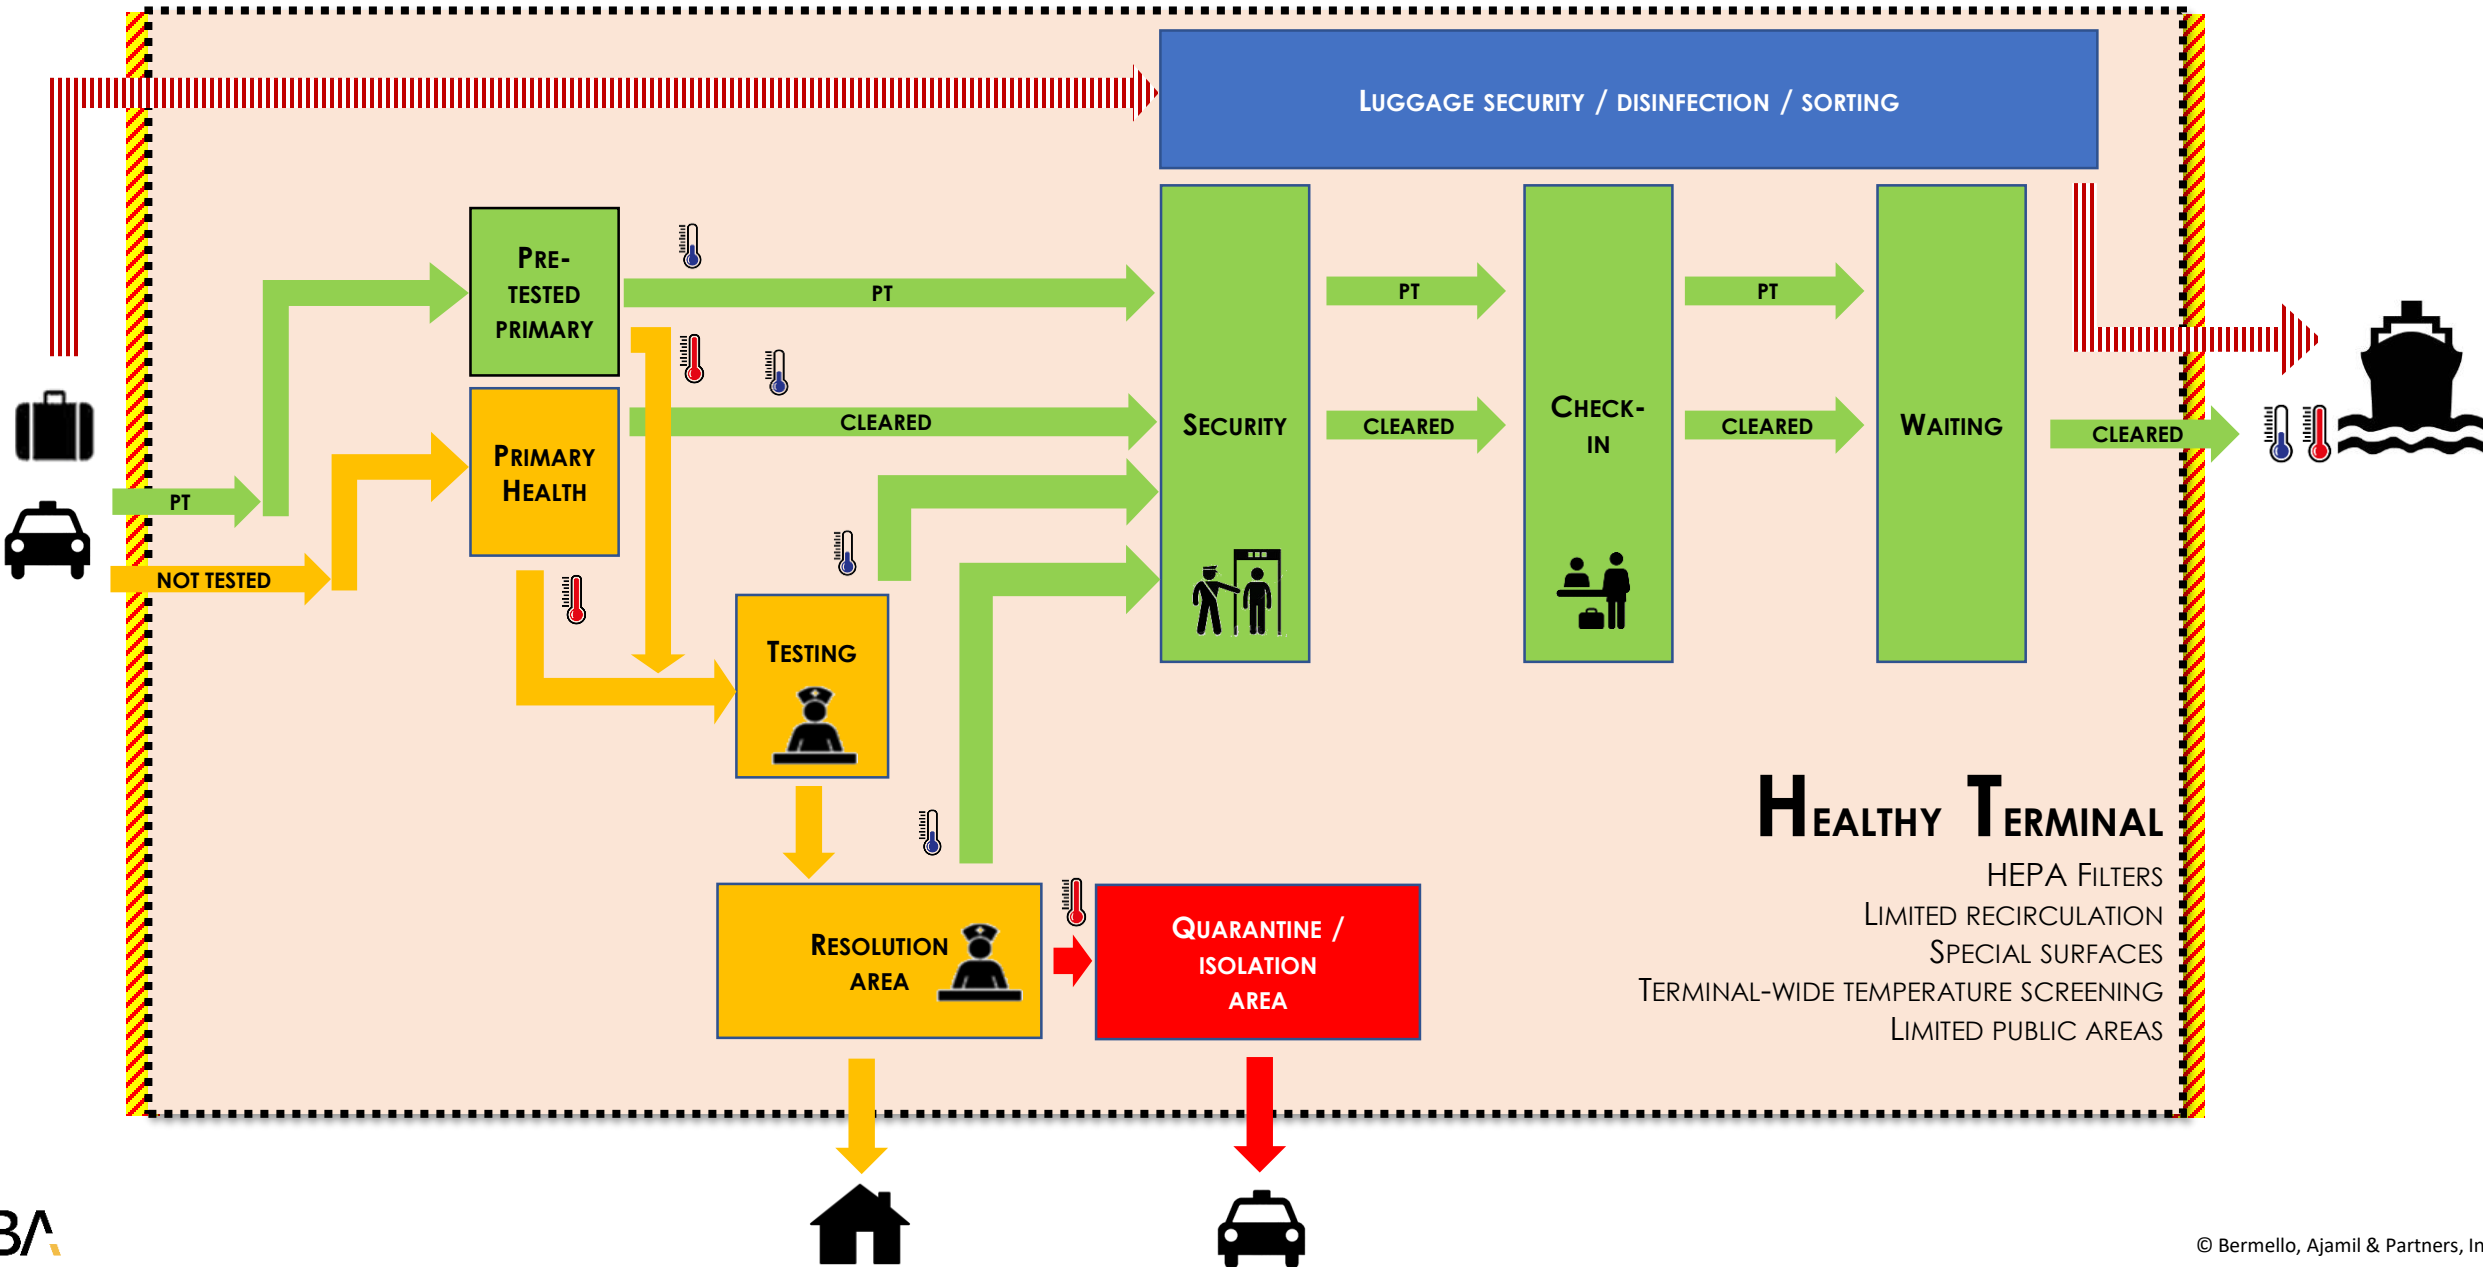 LUGGAGE SECURITY / DISINFECTION / SORTING
PRE-
TESTED
PRIMARY
PT
PT
PT
PRIMARY
HEALTH
CLEARED
SECURITY
CLEARED
CHECK-
IN
CLEARED
WAITING
CLEARED
PT
NOT TESTED
TESTING
RESOLUTION
AREA
QUARANTINE /
ISOLATION
AREA
HEALTHY TERMINAL
HEPA FILTERS
LIMITED RECIRCULATION
SPECIAL SURFACES
TERMINAL-WIDE TEMPERATURE SCREENING
LIMITED PUBLIC AREAS
BA
© Bermello, Ajamil & Partners, In